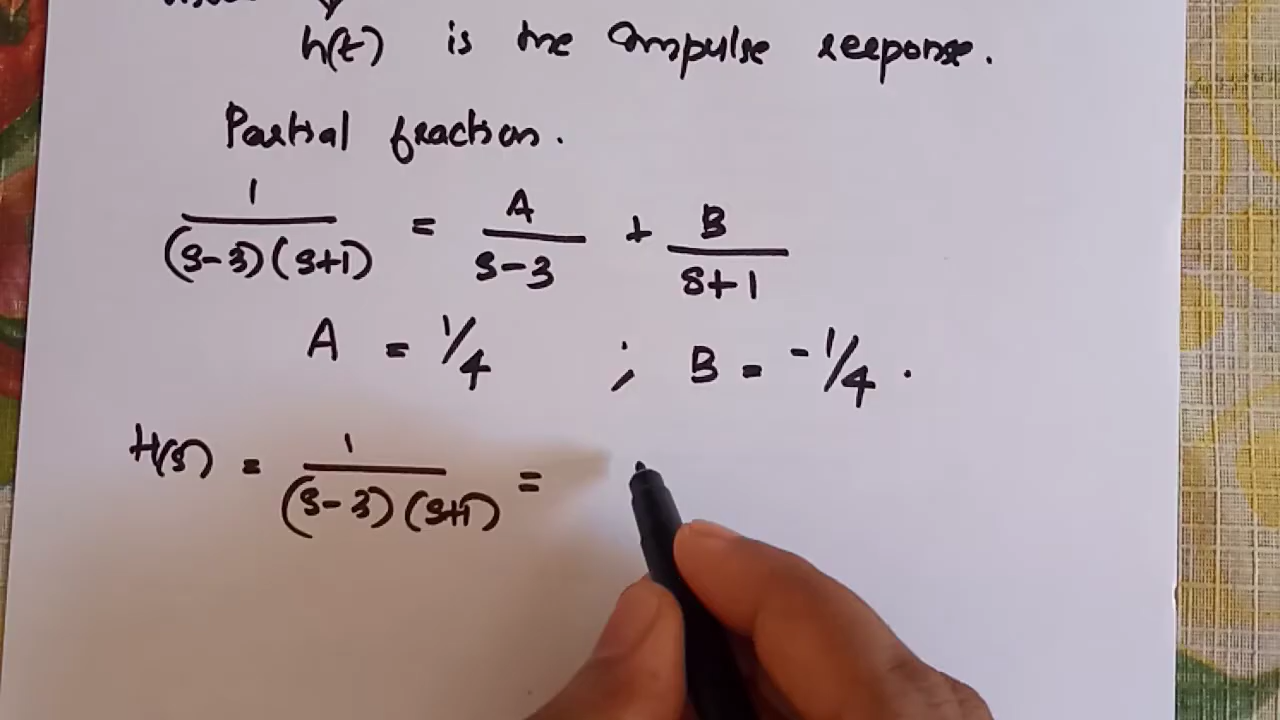 h(t) is the impulse response.
Partial fraction.
1/((s-3)(s+1)) = A/(s-3) + B/(s+1)
A = 1/4 ; B = -1/4 .
H(s) = 1/((s-3)(s+1)) =